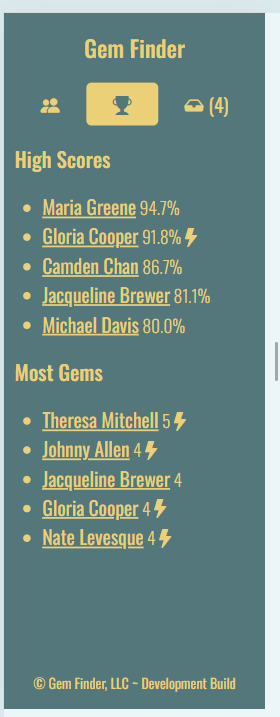 Gem Finder
(4)
High Scores
Maria Greene 94.7%
Gloria Cooper 91.8%
Camden Chan 86.7%
Jacqueline Brewer 81.1%
Michael Davis 80.0%
Most Gems
Theresa Mitchell 5
Johnny Allen 4
Jacqueline Brewer 4
Gloria Cooper 4
Nate Levesque 4
© Gem Finder, LLC ~ Development Build